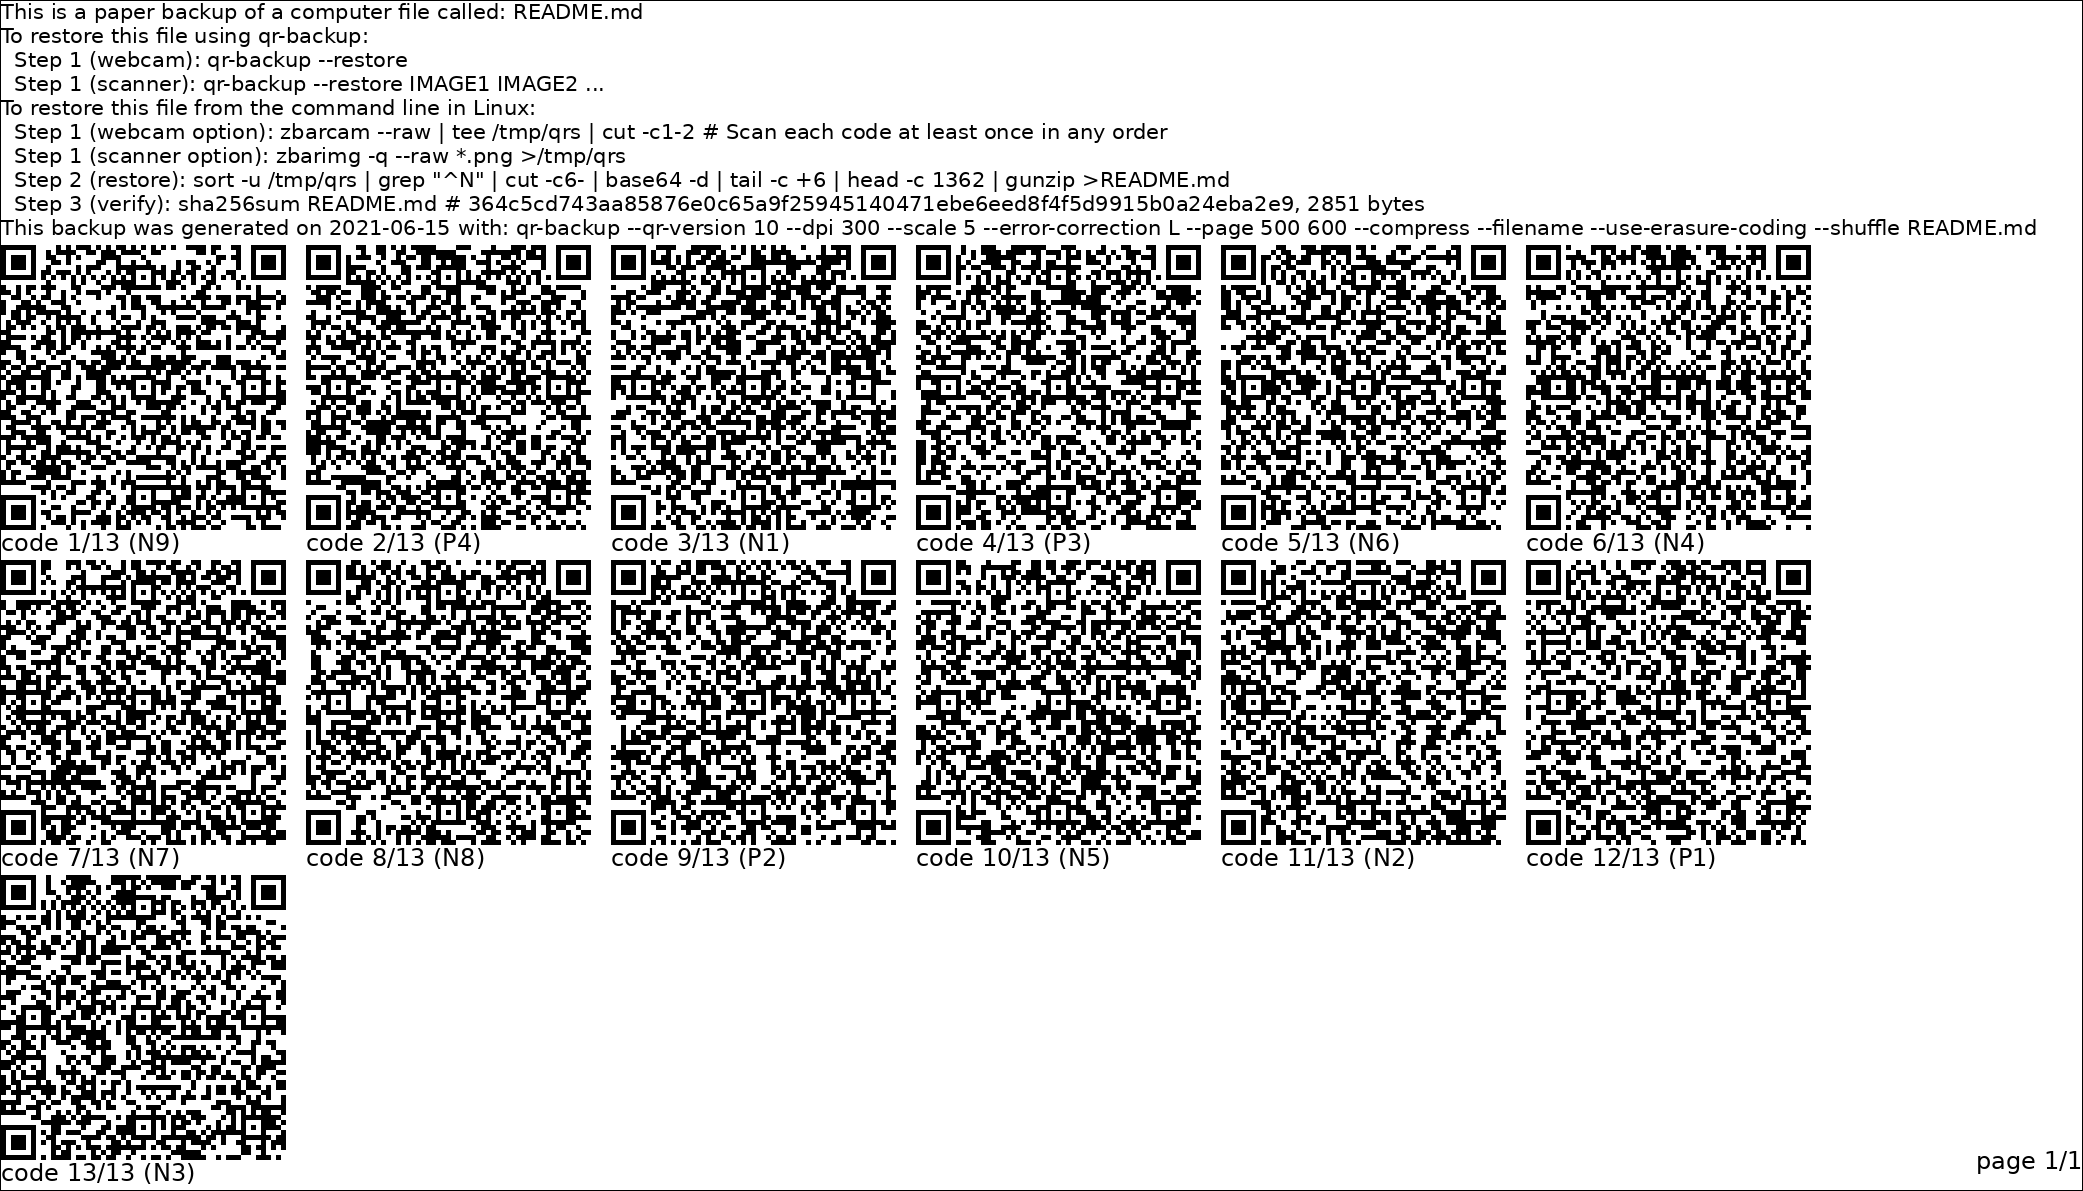 This is a paper backup of a computer file called: README.md
To restore this file using qr-backup:
Step 1 (webcam): qr-backup --restore
Step 1 (scanner): qr-backup --restore IMAGE1 IMAGE2 ...
To restore this file from the command line in Linux:
Step 1 (webcam option): zbarcam --raw | tee /tmp/qrs | cut -c1-2 # Scan each code at least once in any order
Step 1 (scanner option): zbarimg -q --raw *.png >/tmp/qrs
Step 2 (restore): sort -u /tmp/qrs | grep "^N" | cut -c6- | base64 -d | tail -c +6 | head -c 1362 | gunzip >README.md
Step 3 (verify): sha256sum README.md # 364c5cd743aa85876e0c65a9f25945140471ebe6eed8f4f5d9915b0a24eba2e9, 2851 bytes
This backup was generated on 2021-06-15 with: qr-backup --qr-version 10 --dpi 300 --scale 5 --error-correction L --page 500 600 --compress --filename --use-erasure-coding --shuffle README.md
code 1/13 (N9)
code 2/13 (P4)
code 3/13 (N1)
code 4/13 (P3)
code 5/13 (N6)
code 6/13 (N4)
code 7/13 (N7)
code 8/13 (N8)
code 9/13 (P2)
code 10/13 (N5)
code 11/13 (N2)
code 12/13 (P1)
code 13/13 (N3)
page 1/1